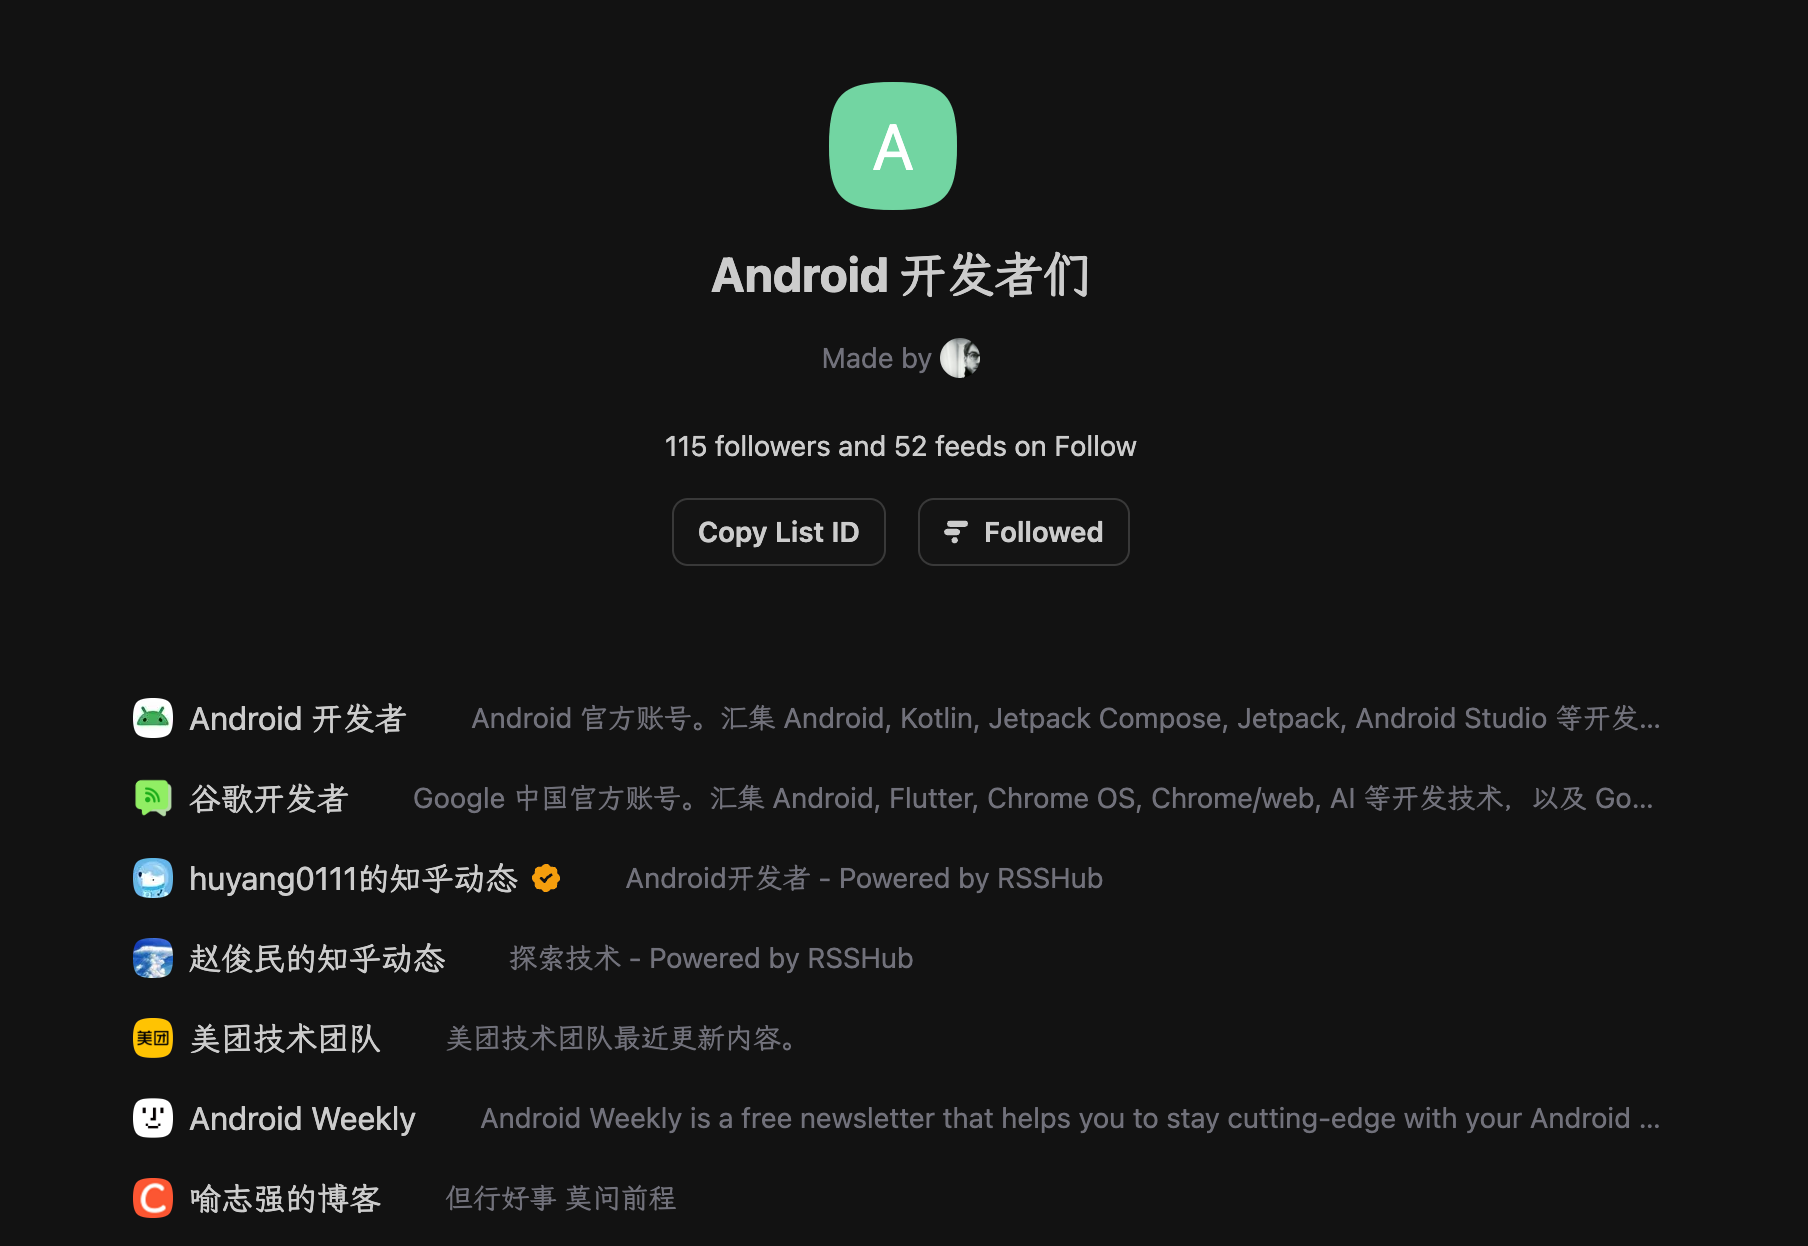 A
Android 开发者们
Made by
115 followers and 52 feeds on Follow
Copy List ID
Followed
Android 开发者 Android 官方账号。汇集 Android, Kotlin, Jetpack Compose, Jetpack, Android Studio 等开发...
谷歌开发者 Google 中国官方账号。汇集 Android, Flutter, Chrome OS, Chrome/web, AI 等开发技术，以及 Go...
huyang0111的知乎动态 Android开发者 - Powered by RSSHub
赵俊民的知乎动态 探索技术 - Powered by RSSHub
美团 美团技术团队 美团技术团队最近更新内容。
Android Weekly Android Weekly is a free newsletter that helps you to stay cutting-edge with your Android ...
C 喻志强的博客 但行好事 莫问前程